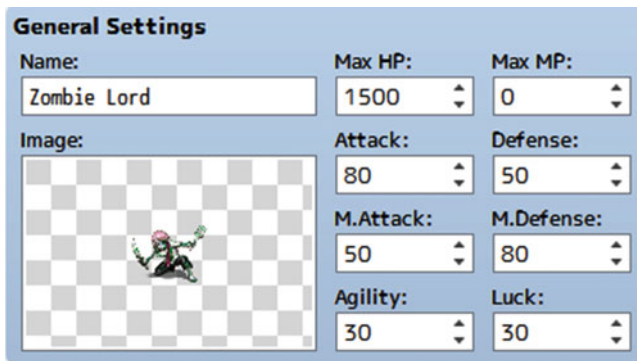 General Settings
Name:
Zombie Lord
Image:
Max HP: Max MP:
1500 0
Attack: Defense:
80 50
M.Attack: M.Defense:
50 80
Agility: Luck:
30 30